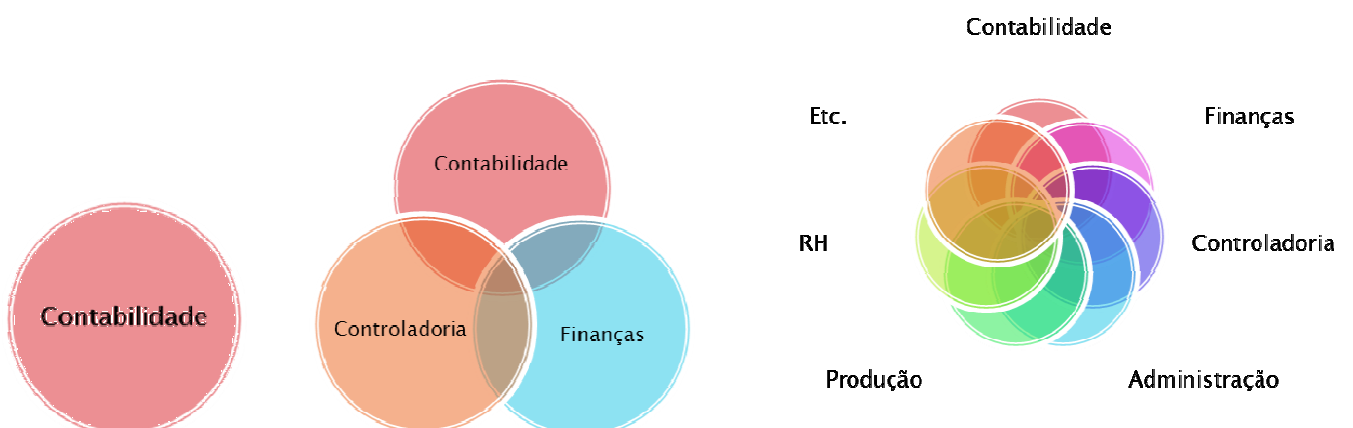 Contabilidade
Contabilidade
Controladoria
Finanças
Contabilidade
Etc.
Finanças
RH
Controladoria
Produção
Administração